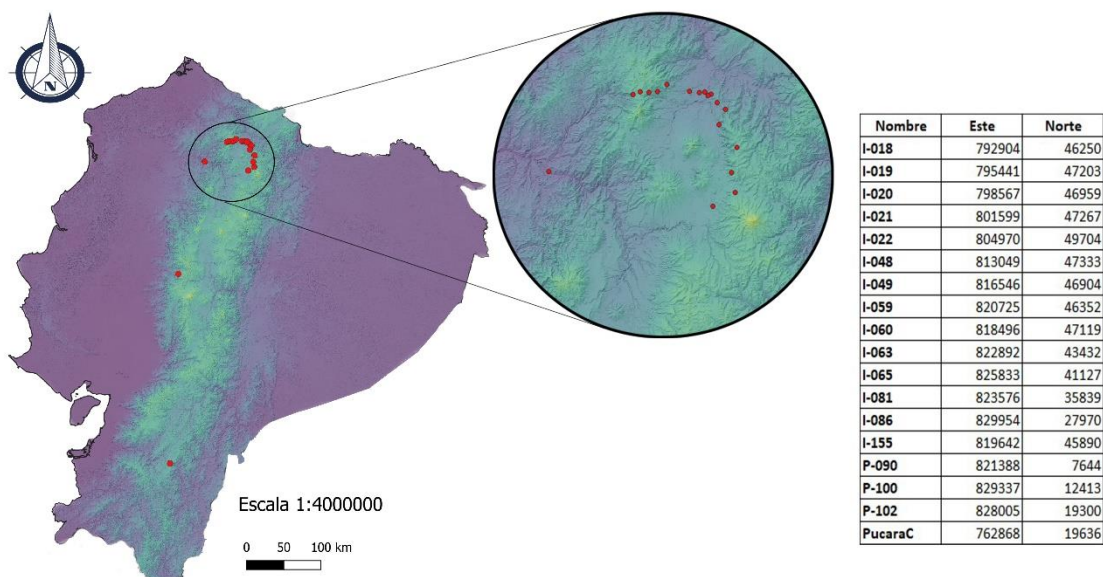 N
Escala 1:4000000
0 50 100 km
Nombre Este Norte
I-018 792904 46250
I-019 795441 47203
I-020 798567 46959
I-021 801599 47267
I-022 804970 49704
I-048 813049 47333
I-049 816546 46904
I-059 820725 46352
I-060 818496 47119
I-063 822892 43432
I-065 825833 41127
I-081 823576 35839
I-086 829954 27970
I-155 819642 45890
P-090 821388 7644
P-100 829337 12413
P-102 828005 19300
PucaraC 762868 19636